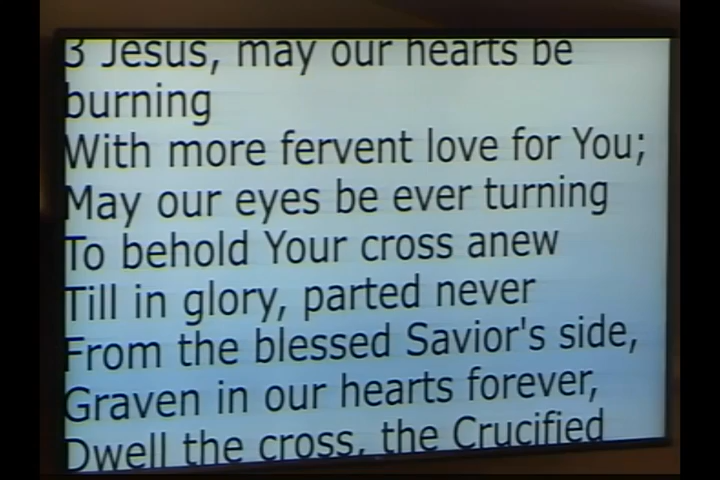 3 Jesus, may our hearts be
burning
With more fervent love for You;
May our eyes be ever turning
To behold Your cross anew
Till in glory, parted never
From the blessed Savior's side,
Graven in our hearts forever,
Dwell the cross, the Crucified